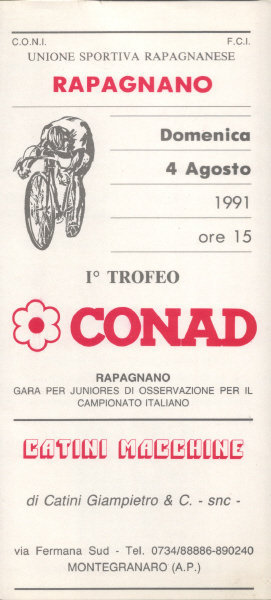 C.O.N.I. F.C.I.
UNIONE SPORTIVA RAPAGNANESE
RAPAGNANO
Domenica
4 Agosto
1991
ore 15
I° TROFEO
CONAD
RAPAGNANO
GARA PER JUNIORES DI OSSERVAZIONE PER IL
CAMPIONATO ITALIANO
CATINI MACCHINE
di Catini Giampietro & C. - snc -
via Fermana Sud - Tel. 0734/88886-890240
MONTEGRANARO (A.P.)